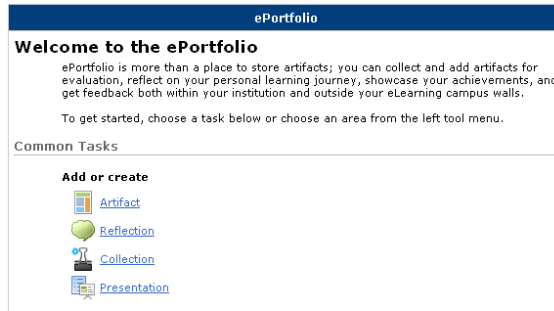 ePortfolio
Welcome to the ePortfolio
ePortfolio is more than a place to store artifacts; you can collect and add artifacts for
evaluation, reflect on your personal learning journey, showcase your achievements, and
get feedback both within your institution and outside your eLearning campus walls.
To get started, choose a task below or choose an area from the left tool menu.
Common Tasks
Add or create
Artifact
Reflection
Collection
Presentation